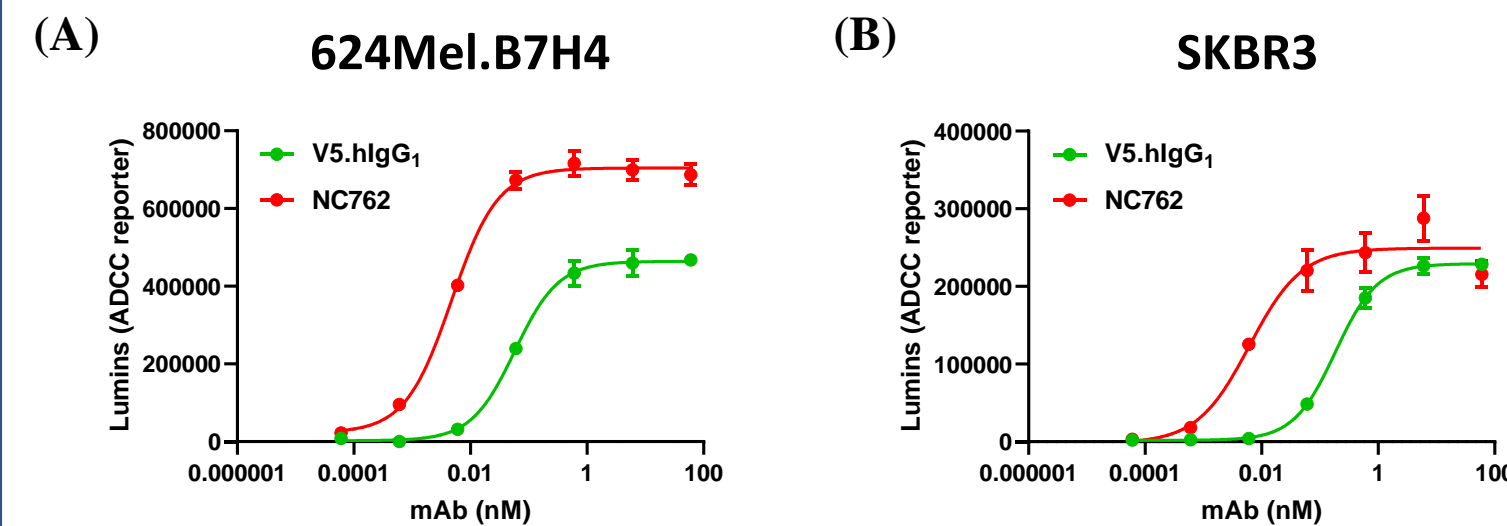 (A)
624Mel.B7H4
Lumins (ADCC reporter)
800000
600000
400000
200000
0
V5.hIgG₁
NC762
0.000001
0.0001
0.01
1
100
mAb (nM)
(B)
SKBR3
Lumins (ADCC reporter)
400000
300000
200000
100000
0
V5.hIgG₁
NC762
0.000001
0.0001
0.01
1
100
mAb (nM)